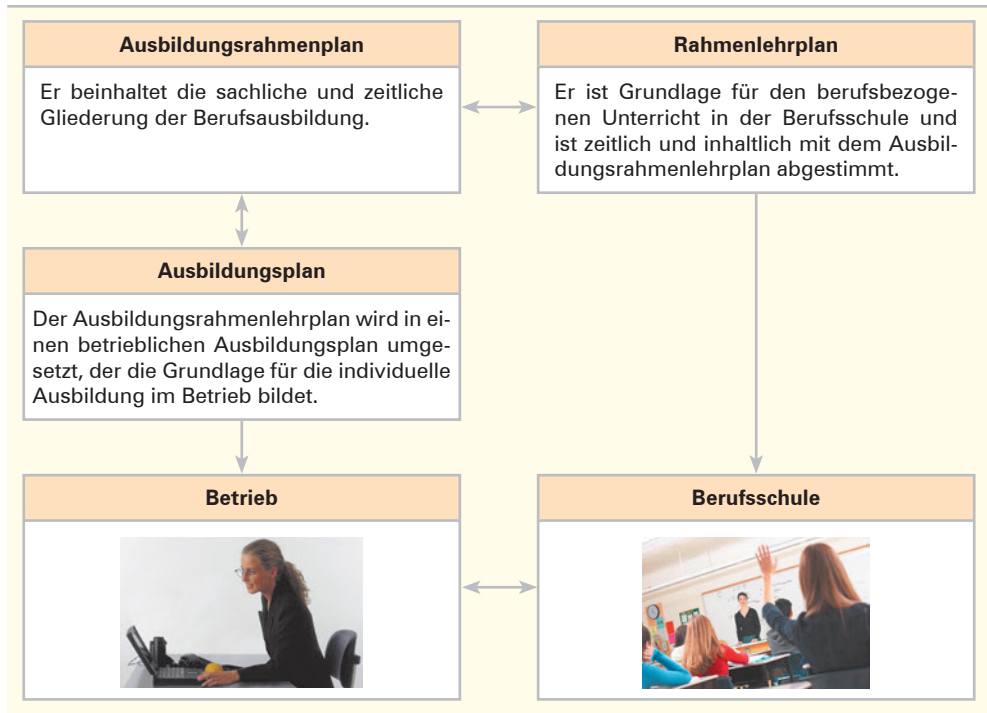 Ausbildungsrahmenplan
Er beinhaltet die sachliche und zeitliche
Gliederung der Berufsausbildung.
Rahmenlehrplan
Er ist Grundlage für den berufsbezoge-
nen Unterricht in der Berufsschule und
ist zeitlich und inhaltlich mit dem Ausbil-
dungsrahmenlehrplan abgestimmt.
Ausbildungsplan
Der Ausbildungsrahmenlehrplan wird in ei-
nen betrieblichen Ausbildungsplan umge-
setzt, der die Grundlage für die individuelle
Ausbildung im Betrieb bildet.
Betrieb
Berufsschule